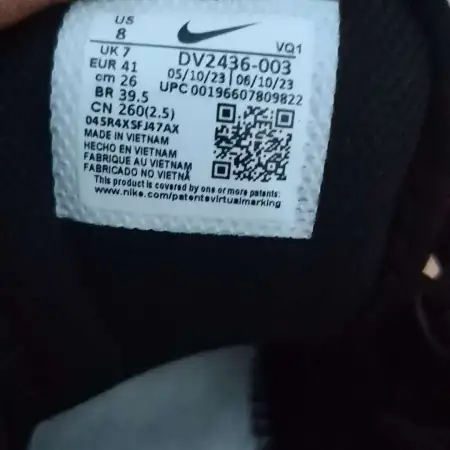 US
8
VQ1
UK 7
DV2436-003
EUR 41
05/10/23 | 06/10/23
cm 26
UPC 00196607809822
BR 39.5
CN 260(2.5)
045R4XSFJ47AX
MADE IN VIETNAM
HECHO EN VIETNAM
FABRIQUE AU VIETNAM
FABRICADO NO VIETNÃ
This product is covered by one or more patents:
www.nike.com/patentsvirtualmarking